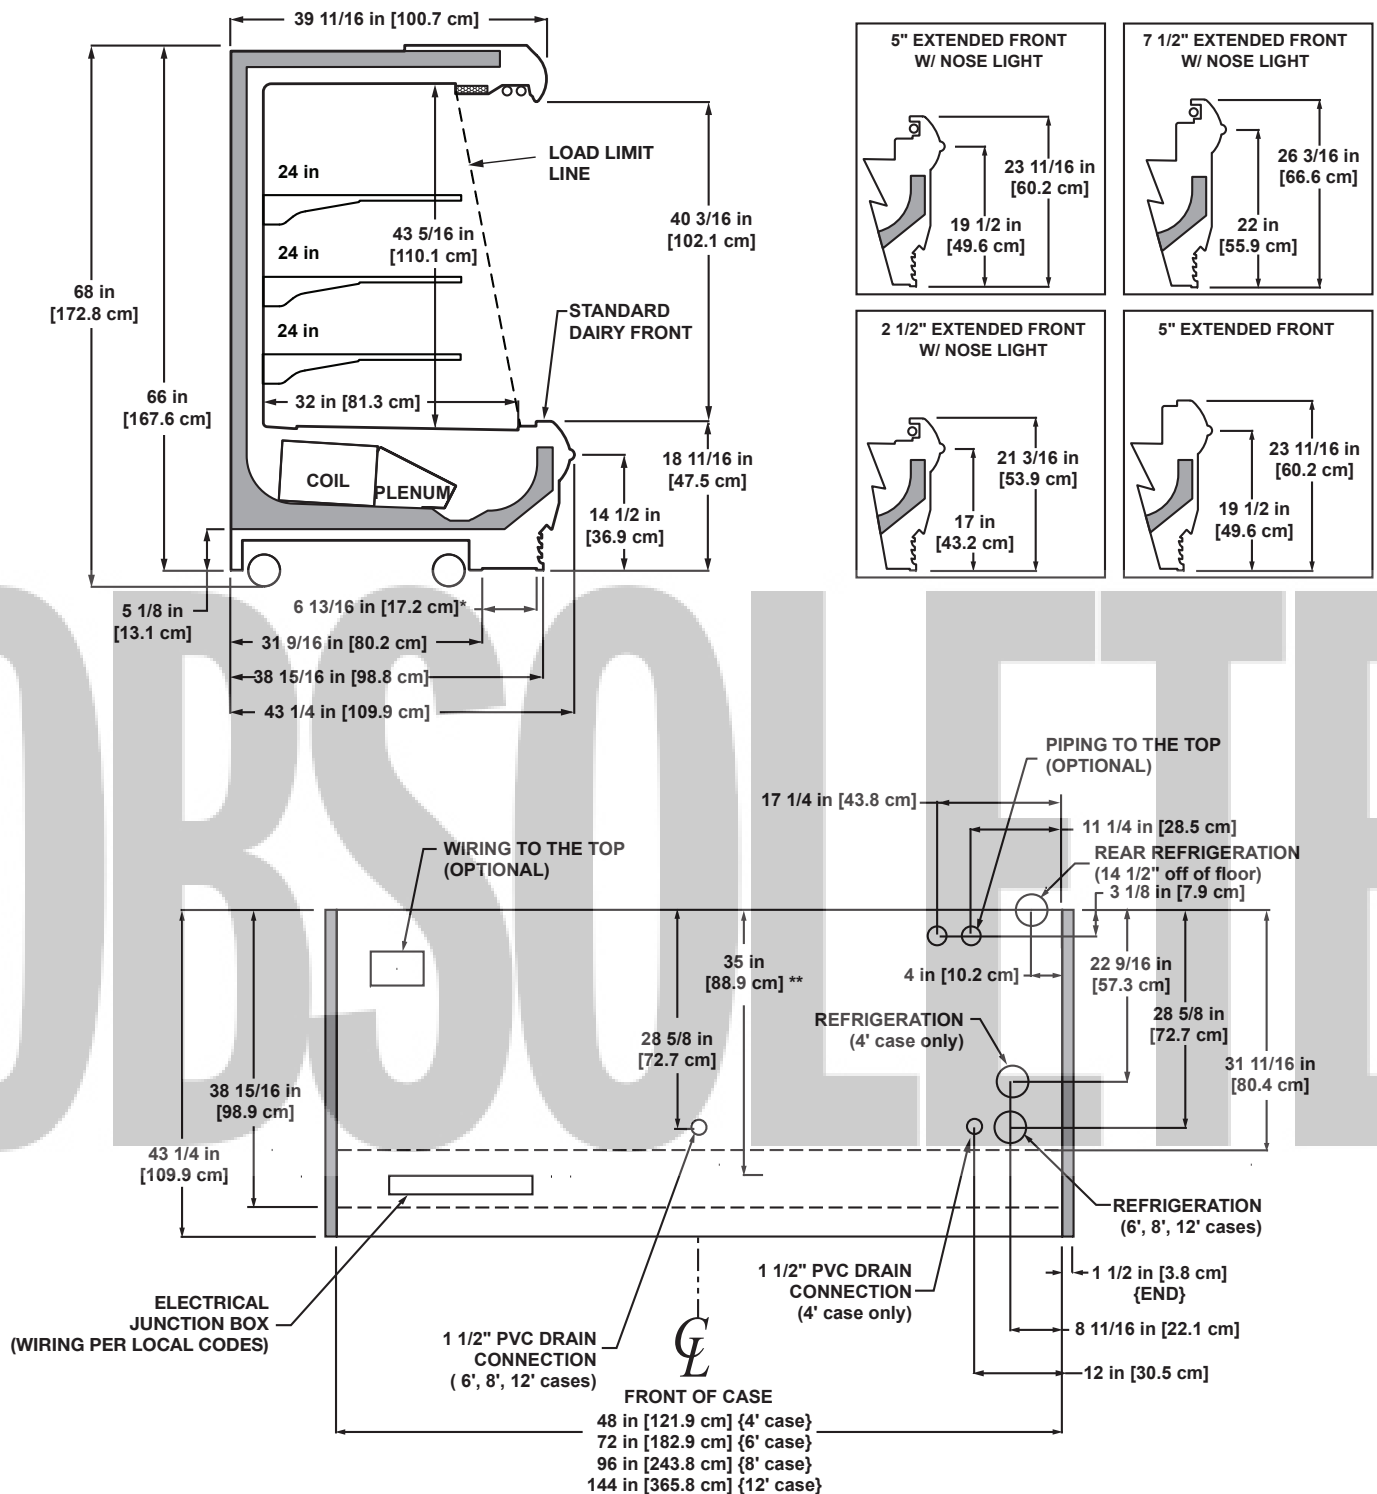 39 11/16 in [100.7 cm]
24 in
24 in
24 in
LOAD LIMIT
LINE
43 5/16 in
[110.1 cm]
40 3/16 in
[102.1 cm]
68 in
[172.8 cm]
66 in
[167.6 cm]
STANDARD
DAIRY FRONT
32 in [81.3 cm]
COIL
PLENUM
18 11/16 in
[47.5 cm]
14 1/2 in
[36.9 cm]
5 1/8 in
[13.1 cm]
6 13/16 in [17.2 cm]*
31 9/16 in [80.2 cm]
38 15/16 in [98.8 cm]
43 1/4 in [109.9 cm]
5" EXTENDED FRONT
W/ NOSE LIGHT
23 11/16 in
[60.2 cm]
19 1/2 in
[49.6 cm]
7 1/2" EXTENDED FRONT
W/ NOSE LIGHT
26 3/16 in
[66.6 cm]
22 in
[55.9 cm]
2 1/2" EXTENDED FRONT
W/ NOSE LIGHT
21 3/16 in
[53.9 cm]
17 in
[43.2 cm]
5" EXTENDED FRONT
23 11/16 in
[60.2 cm]
19 1/2 in
[49.6 cm]
OBSOLETE
PIPING TO THE TOP
(OPTIONAL)
17 1/4 in [43.8 cm]
11 1/4 in [28.5 cm]
WIRING TO THE TOP
(OPTIONAL)
REAR REFRIGERATION
(14 1/2" off of floor)
3 1/8 in [7.9 cm]
35 in
[88.9 cm] **
4 in [10.2 cm]
22 9/16 in
[57.3 cm]
28 5/8 in
[72.7 cm]
REFRIGERATION
(4' case only)
28 5/8 in
[72.7 cm]
31 11/16 in
[80.4 cm]
38 15/16 in
[98.9 cm]
43 1/4 in
[109.9 cm]
REFRIGERATION
(6', 8', 12' cases)
1 1/2" PVC DRAIN
CONNECTION
(4' case only)
1 1/2 in [3.8 cm]
{END}
ELECTRICAL
JUNCTION BOX
(WIRING PER LOCAL CODES)
1 1/2" PVC DRAIN
CONNECTION
( 6', 8', 12' cases)
CL
8 11/16 in [22.1 cm]
12 in [30.5 cm]
FRONT OF CASE
48 in [121.9 cm] {4' case}
72 in [182.9 cm] {6' case}
96 in [243.8 cm] {8' case}
144 in [365.8 cm] {12' case}